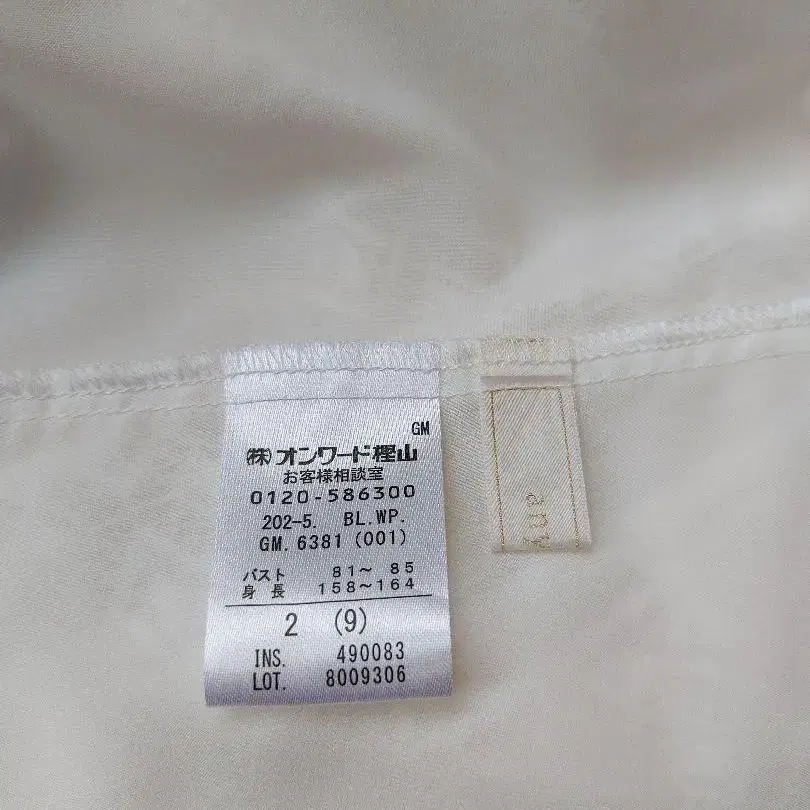 GM
㈱オンワード樫山
お客様相談室
0120-586300
202-5. BL.WP.
GM.6381(001)
バスト 81～ 85
身長 158～164
2 (9)
INS. 490083
LOT. 8009306